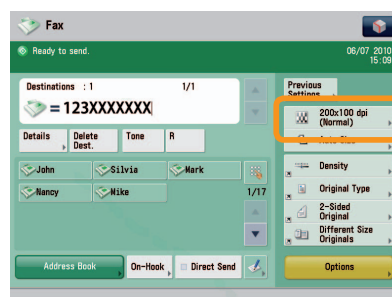 Fax
Ready to send.
06/07 2010
15:09
Destinations : 1
1/1
= 123XXXXXXX
Details
Delete
Dest.
Tone
R
John
Silvia
Mark
Nancy
Mike
1/17
Address Book
On-Hook
Direct Send
Previous
Settings
200x100 dpi
(Normal)
Density
Original Type
2-Sided
Original
Different Size
Originals
Options